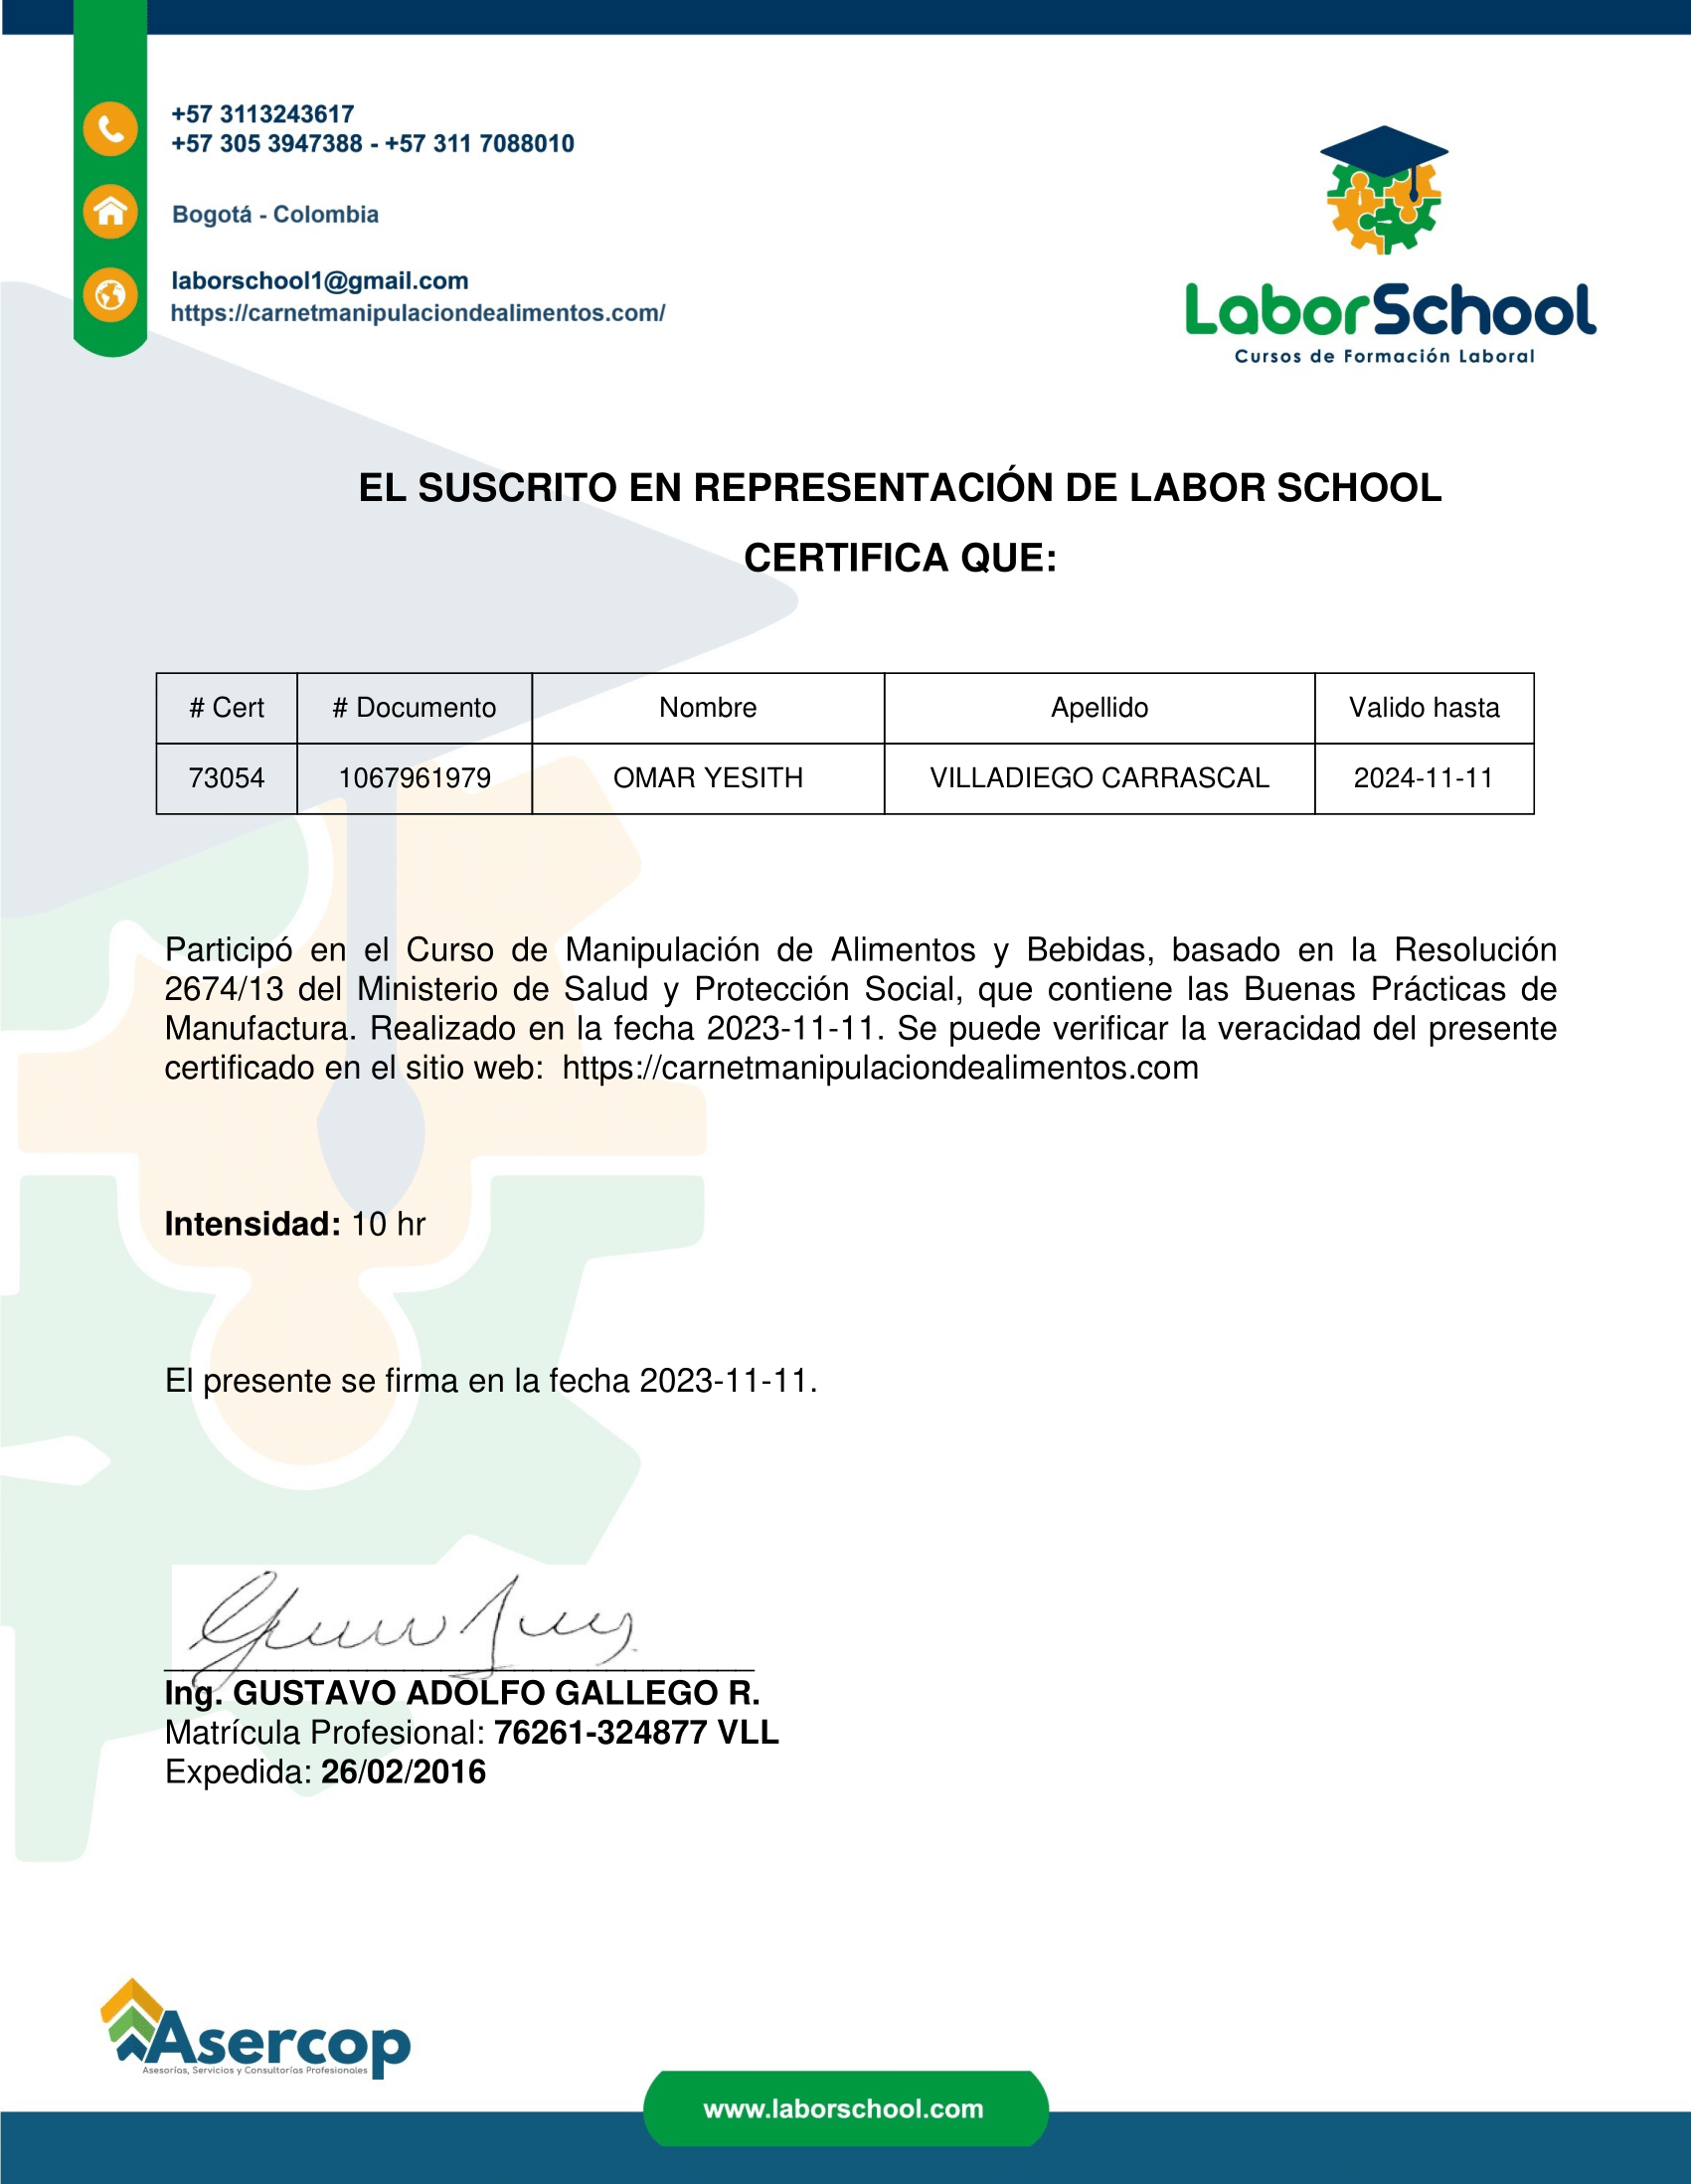 +57 3113243617
+57 305 3947388 - +57 311 7088010
Bogotá - Colombia
laborschool1@gmail.com
https://carnetmanipulaciondealimentos.com/
LaborSchool
Cursos de Formación Laboral
EL SUSCRITO EN REPRESENTACIÓN DE LABOR SCHOOL
CERTIFICA QUE:
# Cert # Documento Nombre Apellido Valido hasta
73054 1067961979 OMAR YESITH VILLADIEGO CARRASCAL 2024-11-11
Participó en el Curso de Manipulación de Alimentos y Bebidas, basado en la Resolución
2674/13 del Ministerio de Salud y Protección Social, que contiene las Buenas Prácticas de
Manufactura. Realizado en la fecha 2023-11-11. Se puede verificar la veracidad del presente
certificado en el sitio web: https://carnetmanipulaciondealimentos.com
Intensidad: 10 hr
El presente se firma en la fecha 2023-11-11.
Ing. GUSTAVO ADOLFO GALLEGO R.
Matrícula Profesional: 76261-324877 VLL
Expedida: 26/02/2016
Asercop
Asesorías, Servicios y Consultorías Profesionales
www.laborschool.com